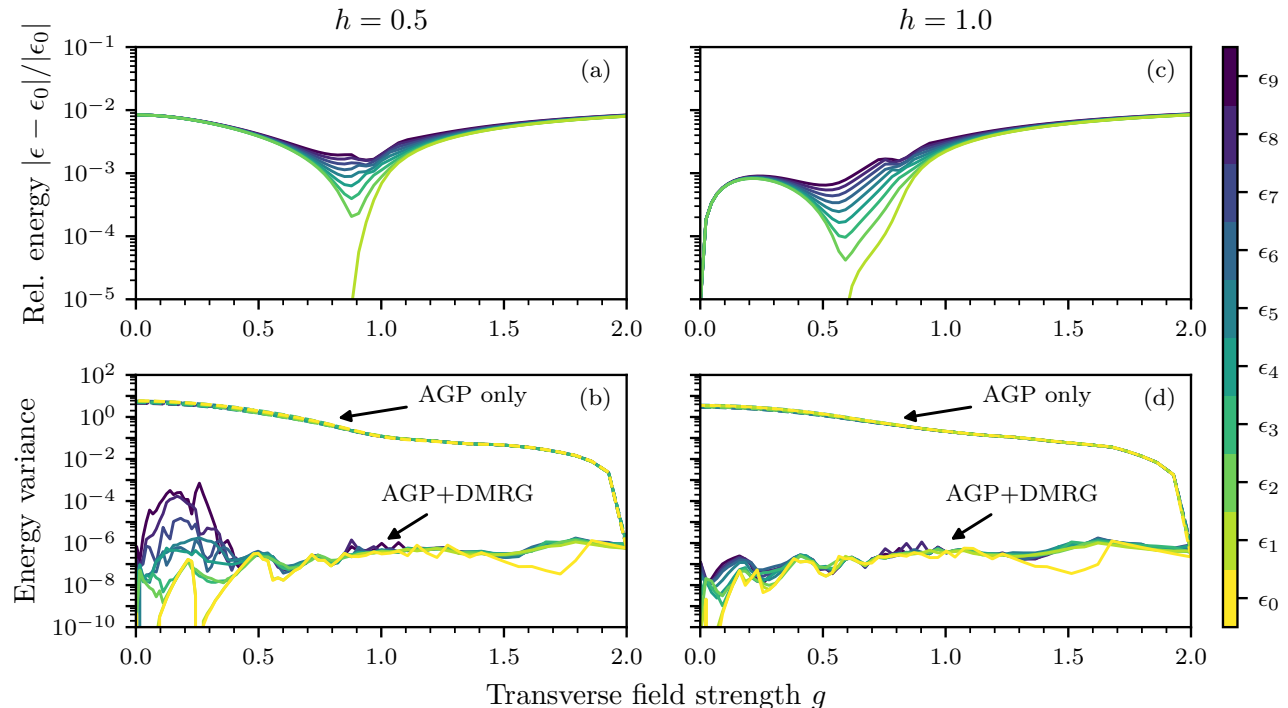 h = 0.5
h = 1.0
Rel. energy |ϵ − ϵ₀|/|ϵ₀|
10⁻¹
10⁻²
10⁻³
10⁻⁴
10⁻⁵
(a)
0.0 0.5 1.0 1.5 2.0
(c)
0.0 0.5 1.0 1.5 2.0
Energy variance
10²
10⁰
10⁻²
10⁻⁴
10⁻⁶
10⁻⁸
10⁻¹⁰
AGP only
(b)
AGP+DMRG
0.0 0.5 1.0 1.5 2.0
AGP only
(d)
AGP+DMRG
0.0 0.5 1.0 1.5 2.0
Transverse field strength g
ϵ₉
ϵ₈
ϵ₇
ϵ₆
ϵ₅
ϵ₄
ϵ₃
ϵ₂
ϵ₁
ϵ₀